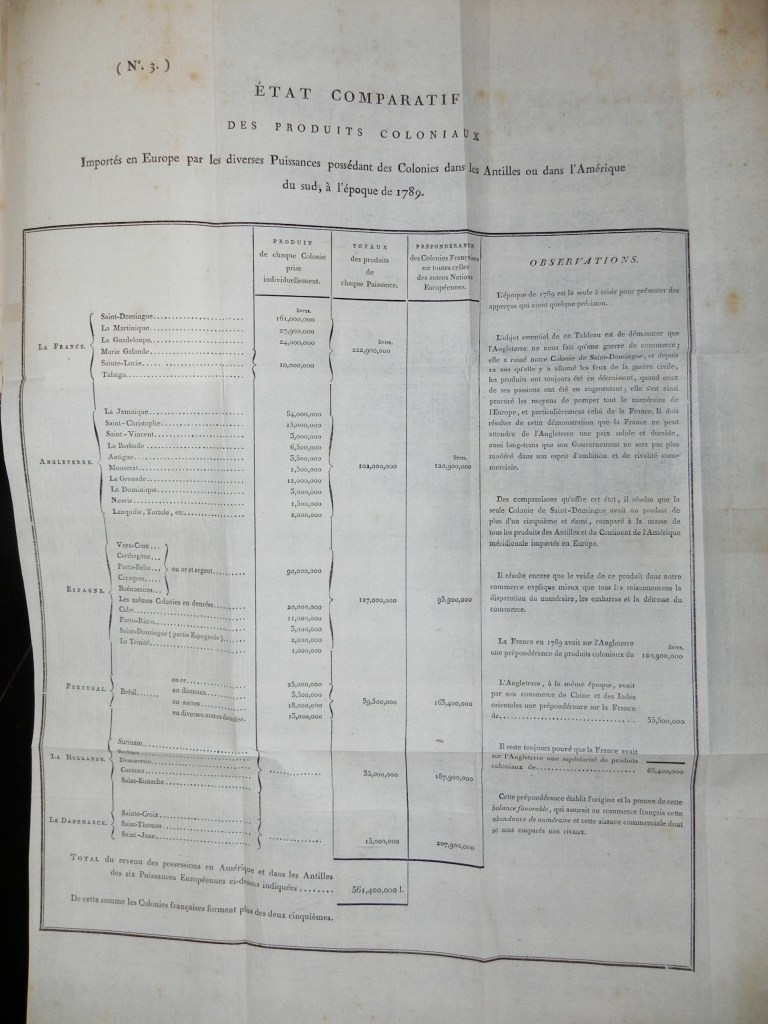 ( N°. 3. )
ÉTAT COMPARATIF
DES PRODUITS COLONIAUX
Importés en Europe par les diverses Puissances possédant des Colonies dans les Antilles ou dans l'Amérique
du sud, à l'époque de 1789.
PRODUIT
de chaque Colonie
prise
individuellement.
TOTAUX
des produits
de
chaque Puissance.
PRÉPONDÉRANCE
des Colonies Françaises
sur toutes celles
des autres Nations
Européennes.
OBSERVATIONS.
livres.
Saint-Domingue 161,000,000
La Martinique 27,900,000
La Guadeloupe 24,000,000
livres.
LA FRANCE. Marie Galande 222,900,000
Sainte-Lucie 10,000,000
Tabago
La Jamaïque 54,000,000
Saint-Christophe 15,000,000
Saint-Vincent 3,000,000
La Barbade 6,500,000
livres.
Antigue 3,500,000
ANGLETERRE. Monserat 1,500,000 102,000,000 120,900,000
La Grenade 12,000,000
La Dominique 3,000,000
Nevis 1,500,000
Lanquille, Tortole, etc. 2,000,000
Vera-Crux
Carthagène
Porto-Bello en or et argent 90,000,000
Caraques
Buénosaires
ESPAGNE. Les mêmes Colonies en denrées 20,000,000 127,000,000 95,900,000
Cube 11,000,000
Porto-Ricco 3,000,000
Saint-Domingue (partie Espagnole) 2,000,000
La Trinité 1,000,000
en or 25,000,000
PORTUGAL. Brésil en diamans 3,500,000 59,500,000 163,400,000
en sucres 18,000,000
en diverses autres denrées 13,000,000
Surinam
LA HOLLANDE. Demerarie
Curacao 35,000,000 187,900,000
Saint-Eustache
Sainte-Croix
LE DANEMARCK. Saint-Thomas
Saint-Jean 15,000,000 207,900,000
TOTAL du revenu des possessions en Amérique et dans les Antilles
des six Puissances Européennes ci-dessus indiquées 561,400,000 l.
De cette somme les Colonies françaises forment plus des deux cinquièmes.
L'époque de 1789 est la seule à saisir pour présenter des
apperçus qui aient quelque précision.
L'objet essentiel de ce Tableau est de démontrer que
l'Angleterre ne nous fait qu'une guerre de commerce;
elle a ruiné notre Colonie de Saint-Domingue, et depuis
12 ans qu'elle y a allumé les feux de la guerre civile,
les produits ont toujours été en décroissant, quand ceux
de ses passions ont été en augmentant; elle s'est ainsi
procuré les moyens de pomper tout le numéraire de
l'Europe, et particulièrement celui de la France. Il doit
résulter de cette démonstration que la France ne peut
attendre de l'Angleterre une paix solide et durable,
aussi long-tems que son Gouvernement ne sera pas plus
modéré dans son esprit d'ambition et de rivalité com-
merciale.
Des comparaisons qu'offre cet état, il résulte que la
seule Colonie de Saint-Domingue avait un produit de
plus d'un cinquième et demi, comparé à la masse de
tous les produits des Antilles et du Continent de l'Amérique
méridionale importés en Europe.
Il résulte encore que le vuide de ce produit dans notre
commerce explique mieux que tous les raisonnemens la
disparution du numéraire, les embarras et la détresse du
commerce.
La France en 1789 avait sur l'Angleterre livres.
une prépondérance de produits coloniaux de 120,900,000
L'Angleterre, à la même époque, avait
par son commerce de Chine et des Indes
orientales une prépondérance sur la France
de 55,500,000
Il reste toujours pouvé que la France avait
sur l'Angleterre une supériorité de produits
coloniaux de 65,400,000
Cette prépondérance établit l'origine et la preuve de cette
balance favorable, qui assurait au commerce français cette
abondance de numéraire et cette aisance commerciale dont
se sont emparés nos rivaux.